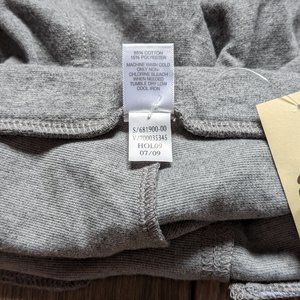 85% COTTON
15% POLYESTER
MACHINE WASH COLD
ONLY NON-
CHLORINE BLEACH
WHEN NEEDED
TUMBLE DRY LOW
COOL IRON
S/681900-00
V/700035345
HOL09
07/09